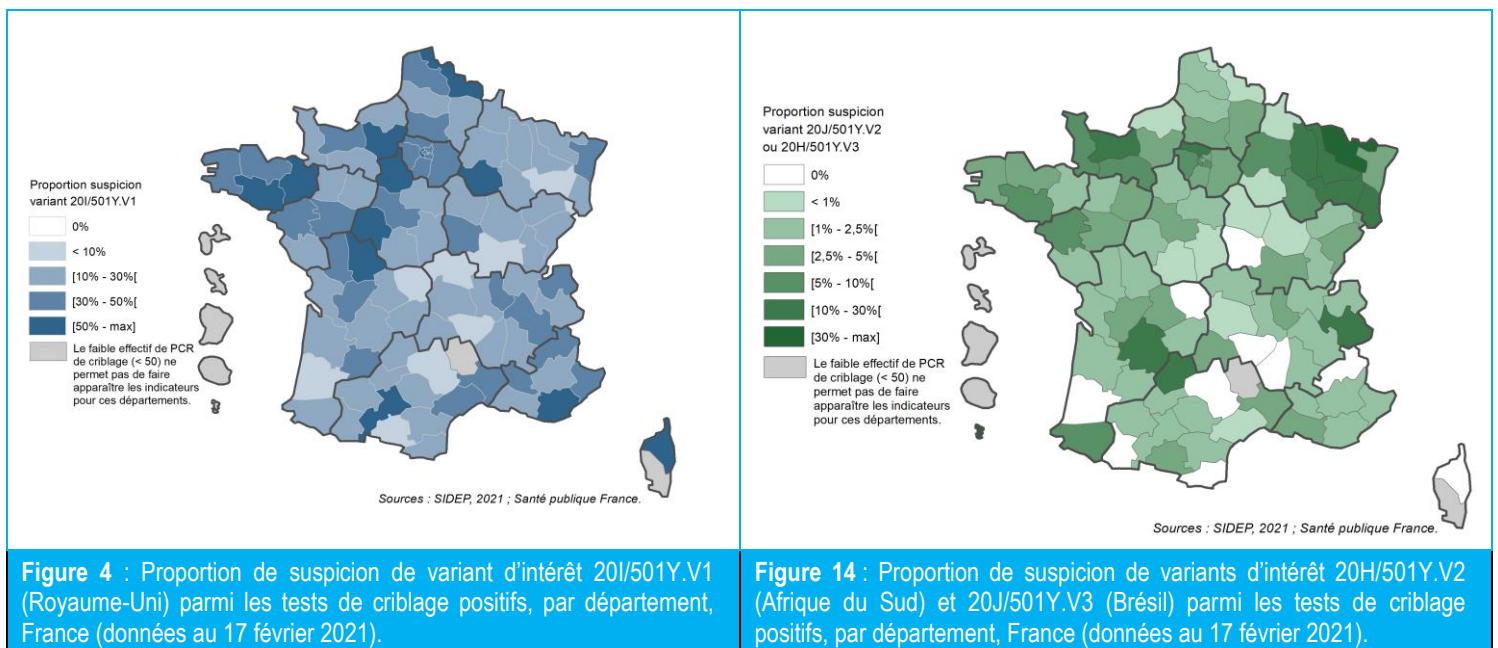 Proportion suspicion
variant 20I/501Y.V1
0%
< 10%
[10% - 30%[
[30% - 50%[
[50% - max]
Le faible effectif de PCR
de criblage (< 50) ne
permet pas de faire
apparaître les indicateurs
pour ces départements.
Sources : SIDEP, 2021 ; Santé publique France.
Figure 4 : Proportion de suspicion de variant d'intérêt 20I/501Y.V1
(Royaume-Uni) parmi les tests de criblage positifs, par département,
France (données au 17 février 2021).
Proportion suspicion
variant 20J/501Y.V2
ou 20H/501Y.V3
0%
< 1%
[1% - 2,5%[
[2,5% - 5%[
[5% - 10%[
[10% - 30%[
[30% - max]
Le faible effectif de PCR
de criblage (< 50) ne
permet pas de faire
apparaître les indicateurs
pour ces départements.
Sources : SIDEP, 2021 ; Santé publique France.
Figure 14 : Proportion de suspicion de variants d'intérêt 20H/501Y.V2
(Afrique du Sud) et 20J/501Y.V3 (Brésil) parmi les tests de criblage
positifs, par département, France (données au 17 février 2021).